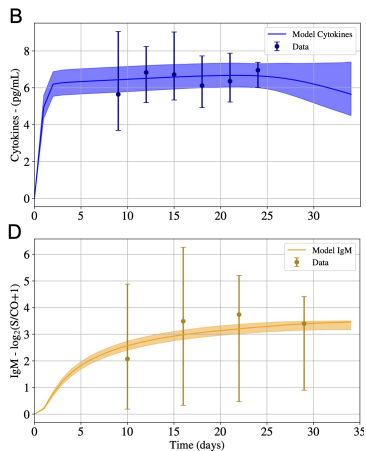 B
Cytokines - (pg/mL)
8
6
4
2
0
Model Cytokines
Data
0 5 10 15 20 25 30
D
IgM - log₂(S/CO+1)
6
5
4
3
2
1
0
Model IgM
Data
0 5 10 15 20 25 30 35
Time (days)